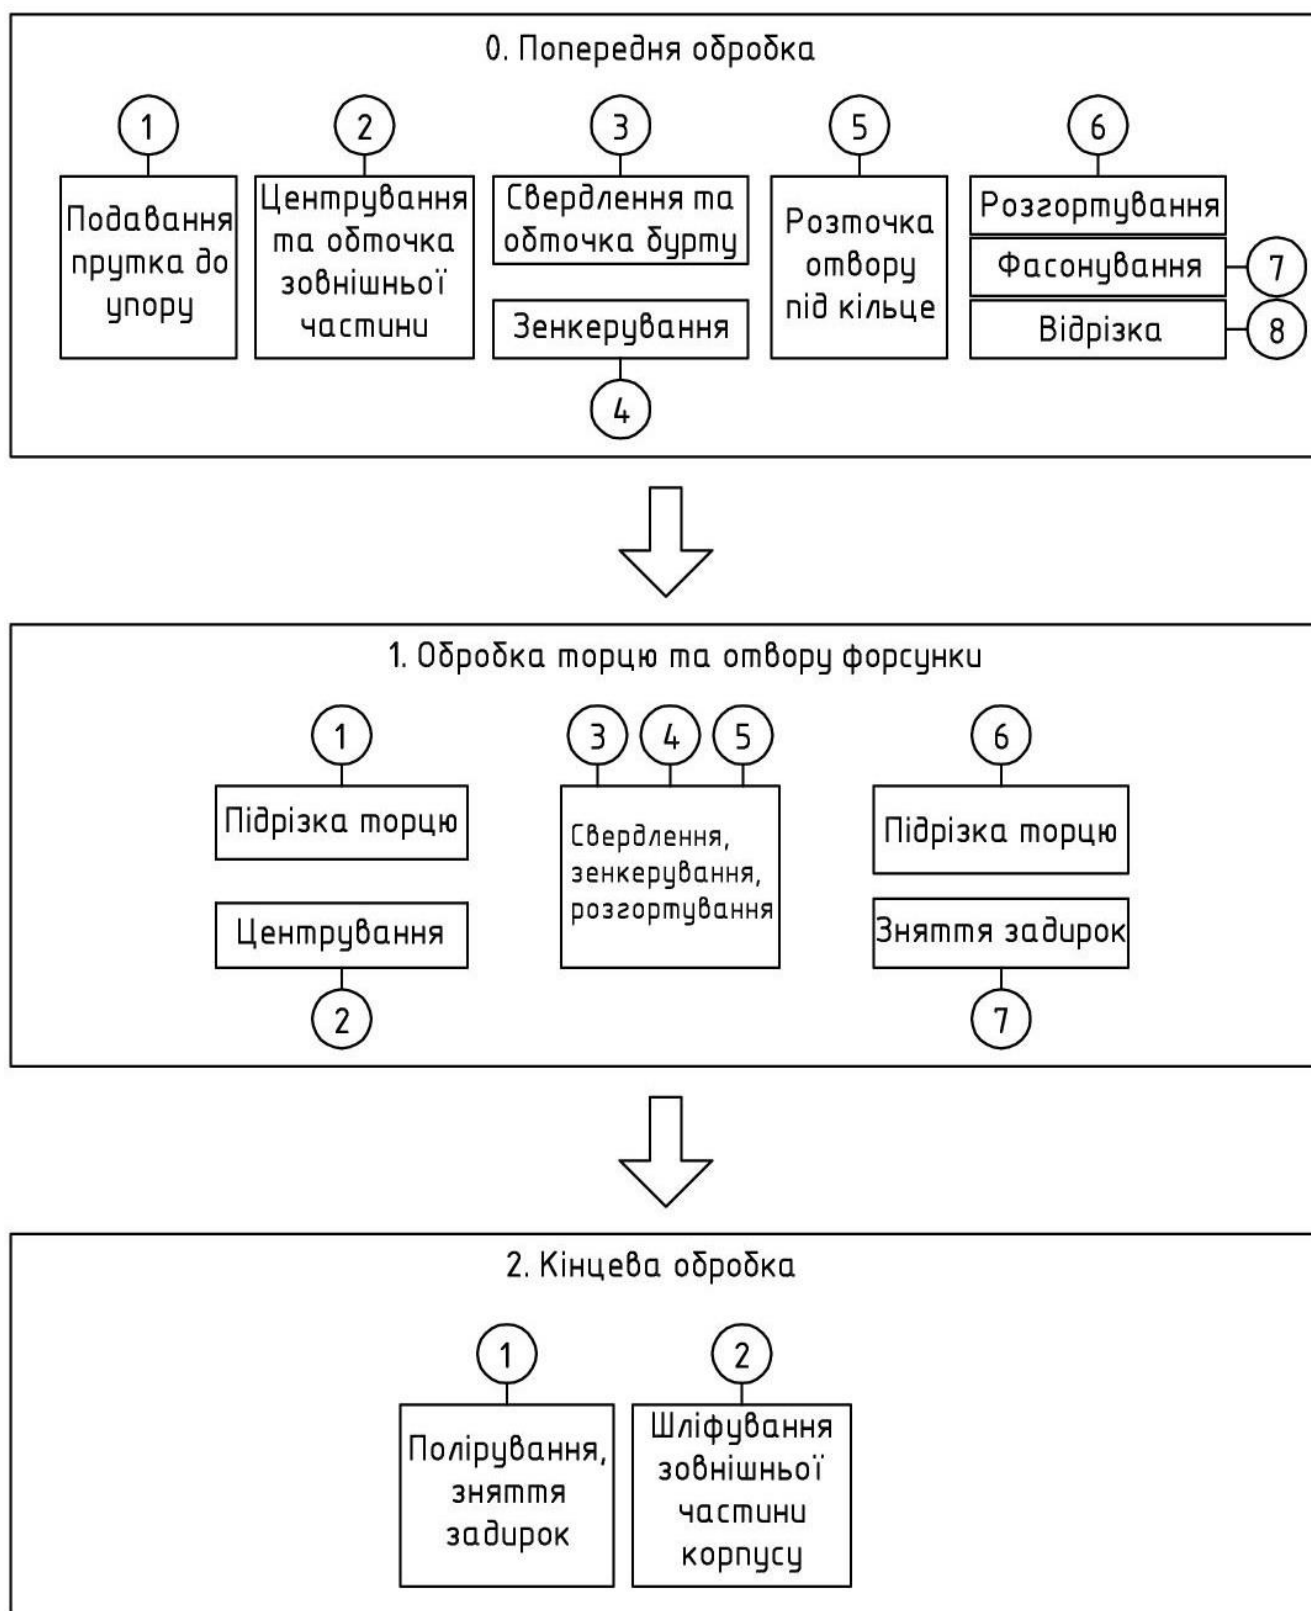 0. Попередня обробка
1
2
3
5
6
Подавання
прутка до
упору
Центрування
та обточка
зовнішньої
частини
Свердлення та
обточка бурту
Зенкерування
4
Розточка
отвору
під кільце
Розгортування
Фасонування
7
Відрізка
8
1. Обробка торцю та отвору форсунки
1
3
4
5
6
Підрізка торцю
Центрування
2
Свердлення,
зенкерування,
розгортування
Підрізка торцю
Зняття задирок
7
2. Кінцева обробка
1
2
Полірування,
зняття
задирок
Шліфування
зовнішньої
частини
корпусу